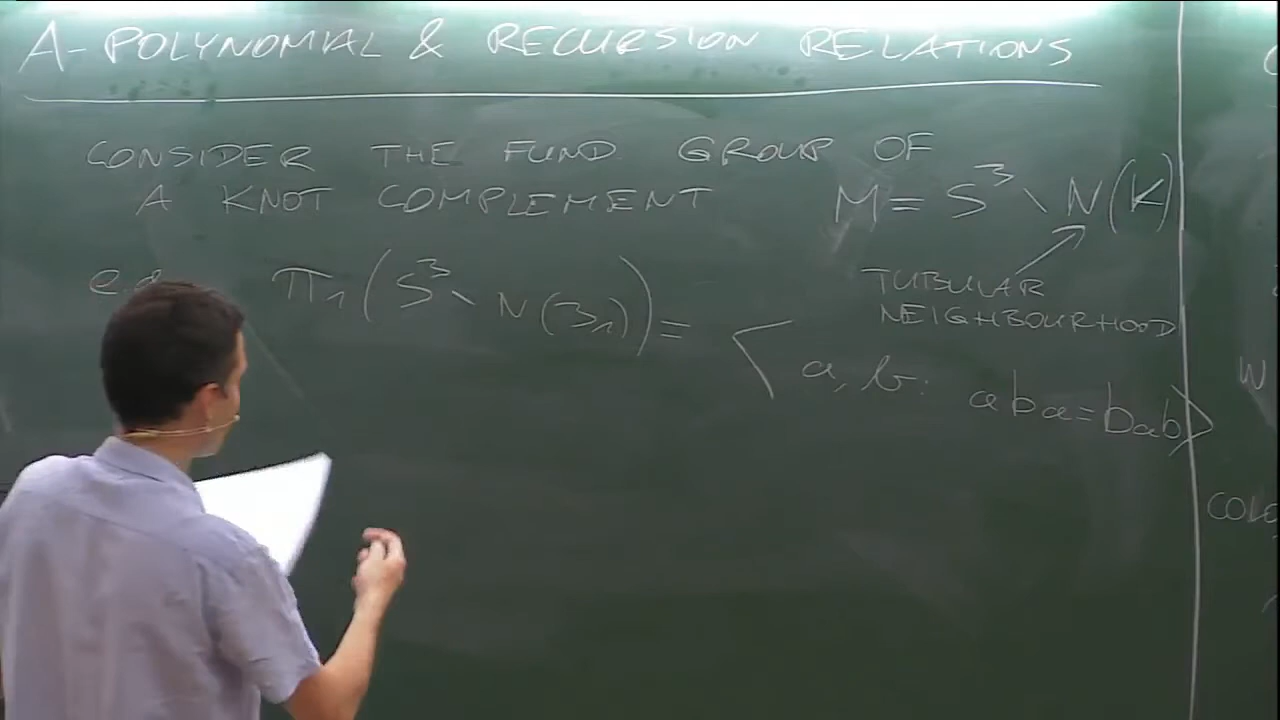 A-POLYNOMIAL & RECURSION RELATIONS
CONSIDER THE FUND. GROUP OF
A KNOT COMPLEMENT M = S³ \ N(K)
TUBULAR
NEIGHBOURHOOD
e.g. π₁(S³ \ N(3₁)) = < a, b: aba=bab >